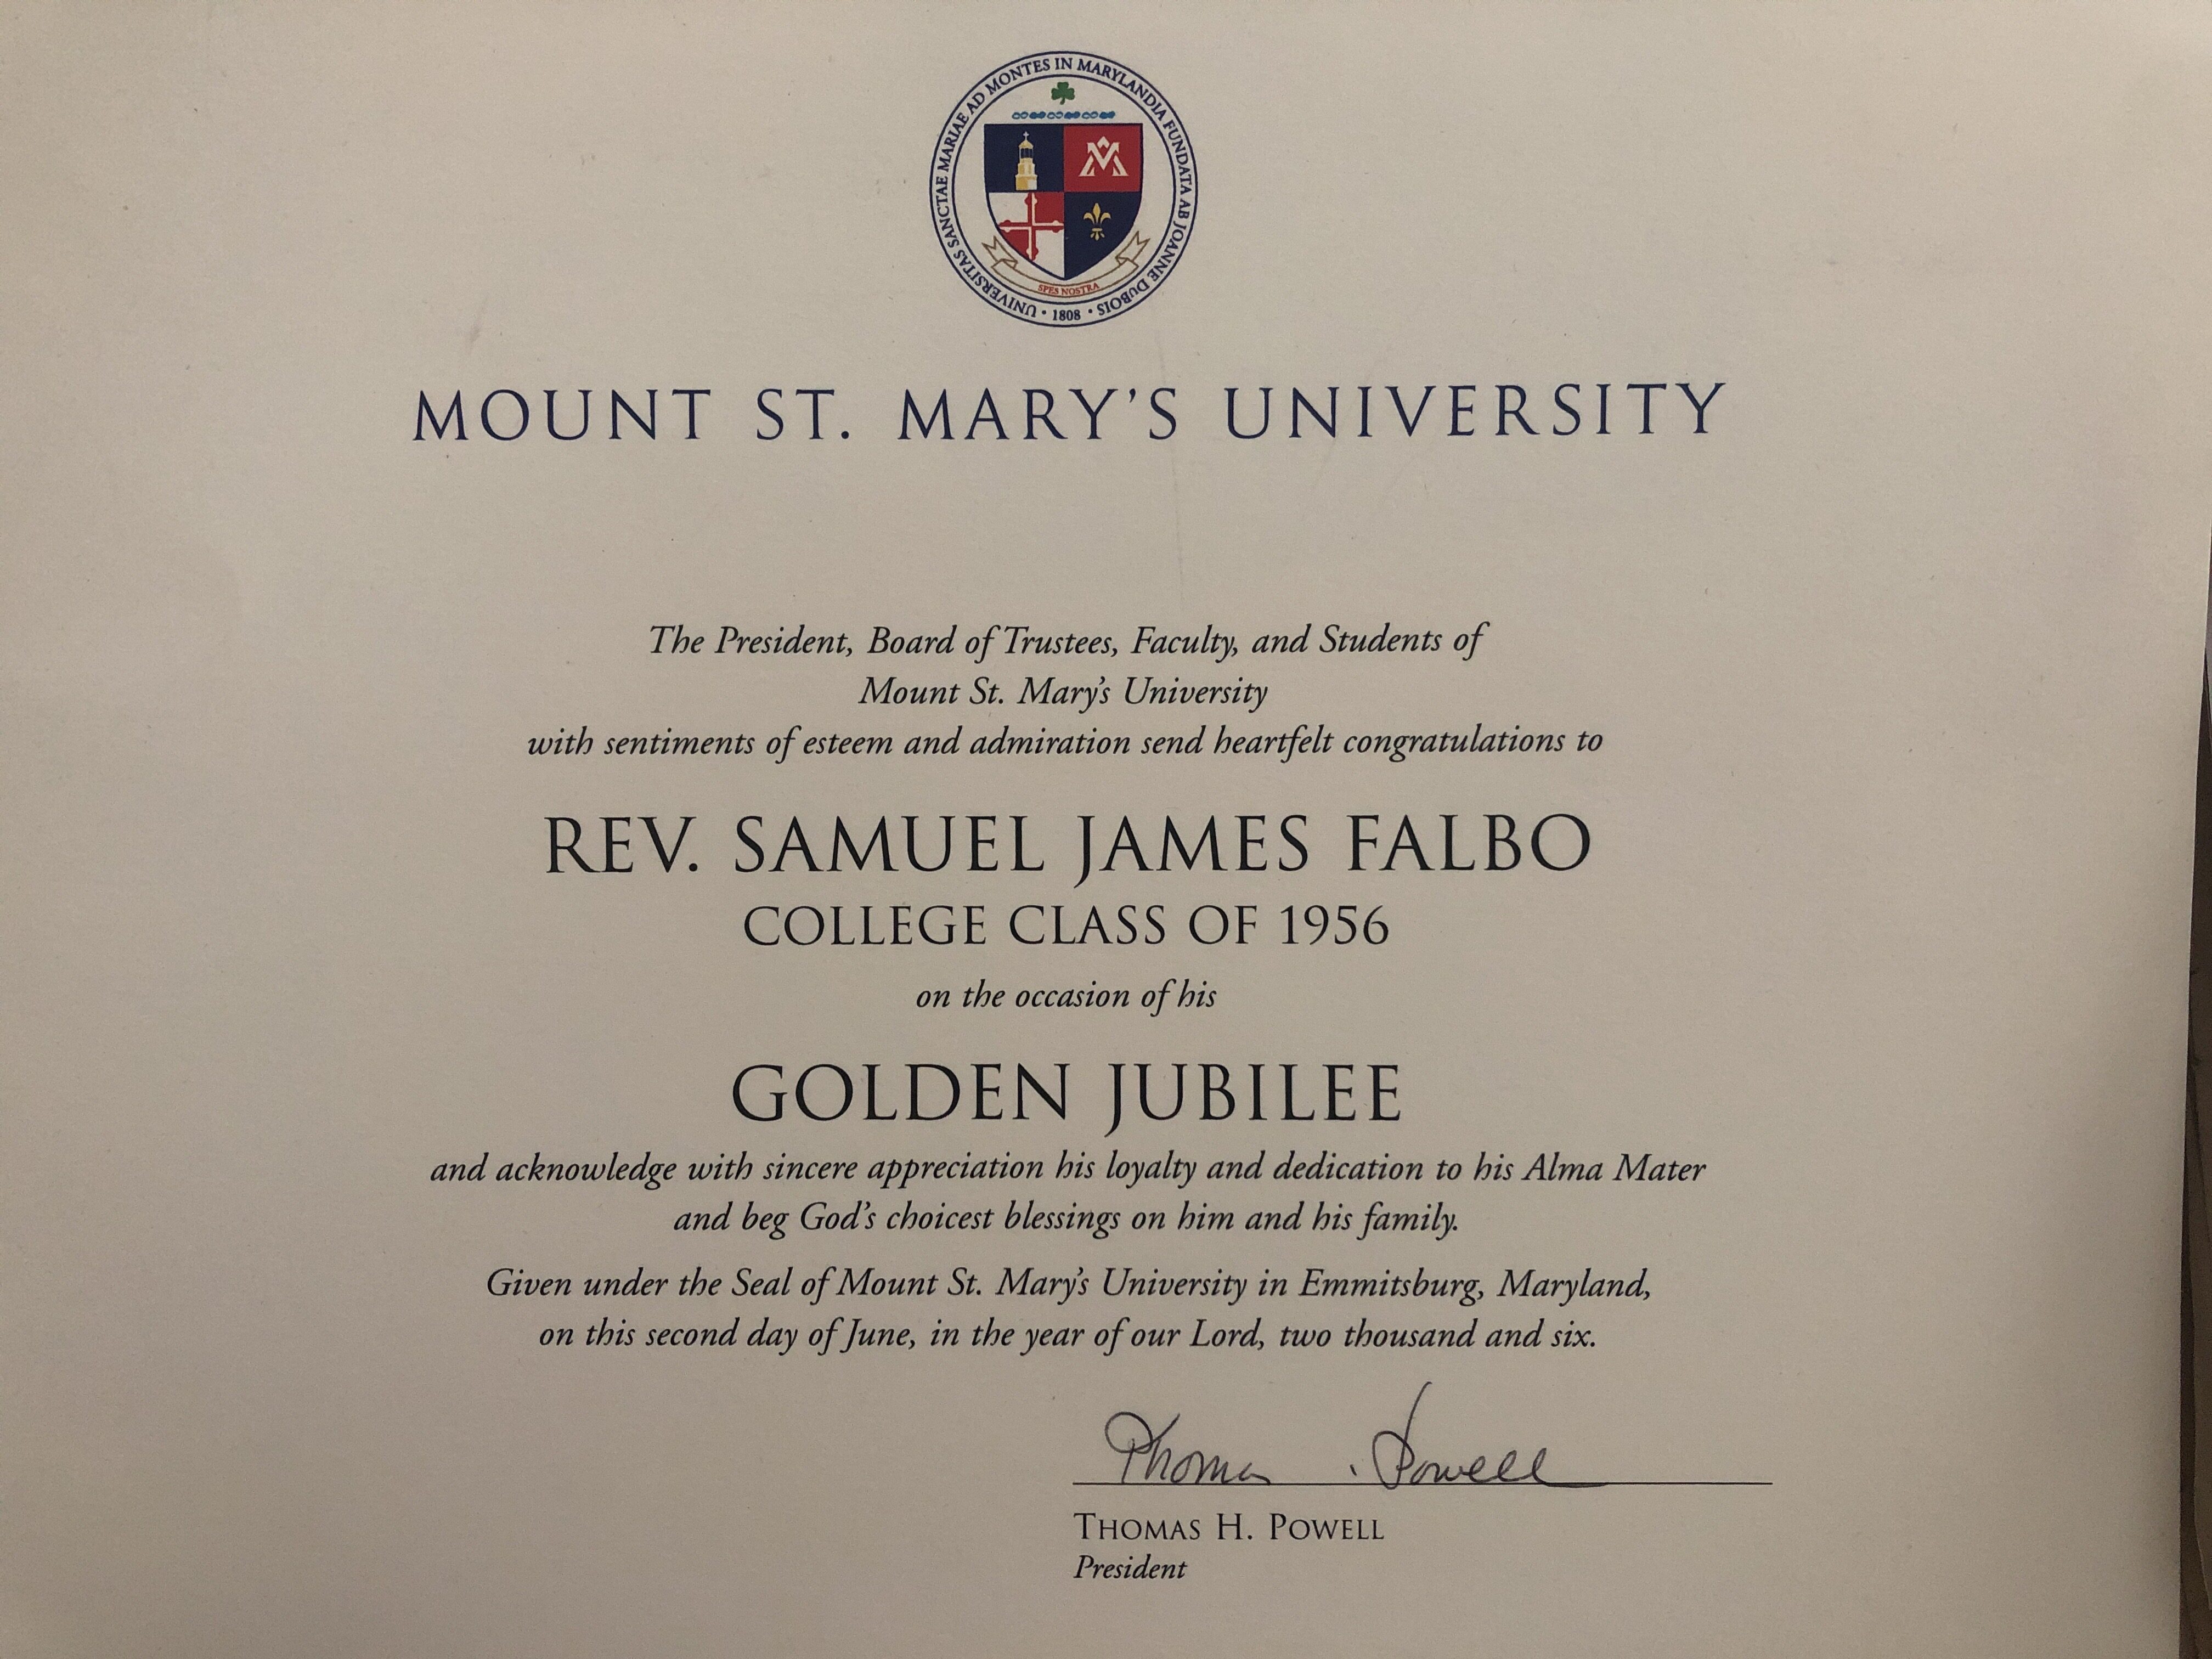 UNIVERSITAS SANCTAE MARIAE AD MONTES IN MARYLANDIA FUNDATA AB JOANNE DUBOIS
· 1808 ·
SPES NOSTRA
MOUNT ST. MARY'S UNIVERSITY
The President, Board of Trustees, Faculty, and Students of
Mount St. Mary's University
with sentiments of esteem and admiration send heartfelt congratulations to
REV. SAMUEL JAMES FALBO
COLLEGE CLASS OF 1956
on the occasion of his
GOLDEN JUBILEE
and acknowledge with sincere appreciation his loyalty and dedication to his Alma Mater
and beg God's choicest blessings on him and his family.
Given under the Seal of Mount St. Mary's University in Emmitsburg, Maryland,
on this second day of June, in the year of our Lord, two thousand and six.
Thomas . Powell
THOMAS H. POWELL
President